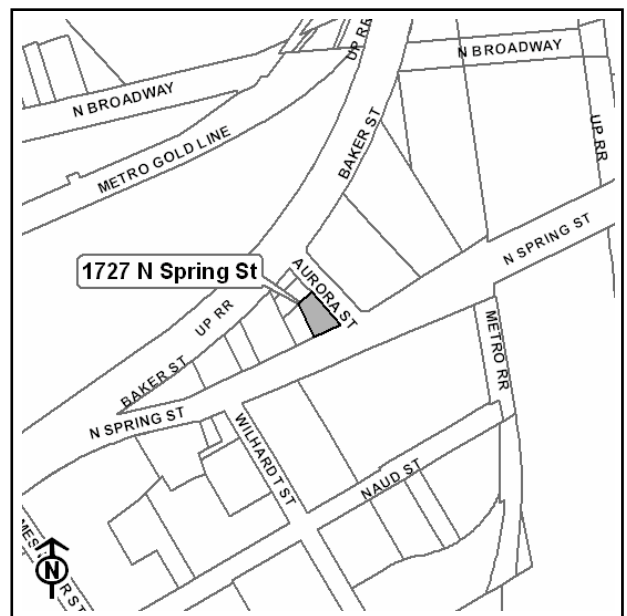 UP RR
N BROADWAY
N BROADWAY
BAKER ST
UP RR
METRO GOLD LINE
N SPRING ST
1727 N Spring St
AURORA ST
UP RR
METRO RR
BAKER ST
N SPRING ST
WILHARDT ST
NAUD ST
N